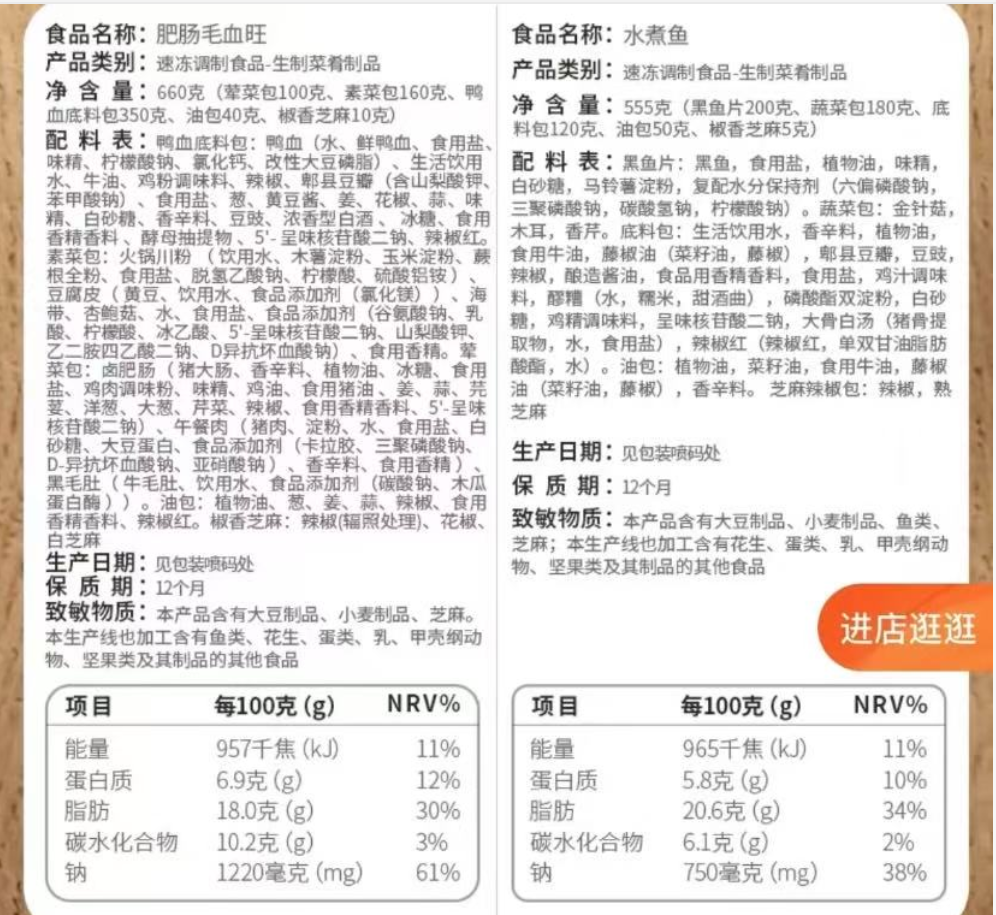 食品名称：肥肠毛血旺
产品类别：速冻调制食品-生制菜肴制品
净含量：660克（荤菜包100克、素菜包160克、鸭
血底料包350克、油包40克、椒香芝麻10克）
配料表：鸭血底料包：鸭血（水、鲜鸭血、食用盐、
味精、柠檬酸钠、氯化钙、改性大豆磷脂）、生活饮用
水、牛油、鸡粉调味料、辣椒、郫县豆瓣（含山梨酸钾、
苯甲酸钠）、食用盐、葱、黄豆酱、姜、花椒、蒜、味
精、白砂糖、香辛料、豆豉、浓香型白酒、冰糖、食用
香精香料、酵母抽提物、5'-呈味核苷酸二钠、辣椒红。
素菜包：火锅川粉（饮用水、木薯淀粉、玉米淀粉、蕨
根全粉、食用盐、脱氢乙酸钠、柠檬酸、硫酸铝铵）、
豆腐皮（黄豆、饮用水、食品添加剂（氯化镁））、海
带、杏鲍菇、水、食用盐、食品添加剂（谷氨酸钠、乳
酸、柠檬酸、冰乙酸、5'-呈味核苷酸二钠、山梨酸钾、
乙二胺四乙酸二钠、D异抗坏血酸钠）、食用香精。荤
菜包：卤肥肠（猪大肠、香辛料、植物油、冰糖、食用
盐、鸡肉调味粉、味精、鸡油、食用猪油、姜、蒜、芫
荽、洋葱、大葱、芹菜、辣椒、食用香精香料、5'-呈味
核苷酸二钠）、午餐肉（猪肉、淀粉、水、食用盐、白
砂糖、大豆蛋白、食品添加剂（卡拉胶、三聚磷酸钠、
D-异抗坏血酸钠、亚硝酸钠）、香辛料、食用香精）、
黑毛肚（牛毛肚、饮用水、食品添加剂（碳酸钠、木瓜
蛋白酶））。油包：植物油、葱、姜、蒜、辣椒、食用
香精香料、辣椒红。椒香芝麻：辣椒(辐照处理)、花椒、
白芝麻
生产日期：见包装喷码处
保质期：12个月
致敏物质：本产品含有大豆制品、小麦制品、芝麻。
本生产线也加工含有鱼类、花生、蛋类、乳、甲壳纲动
物、坚果类及其制品的其他食品
项目 每100克(g) NRV%
能量 957千焦(kJ) 11%
蛋白质 6.9克(g) 12%
脂肪 18.0克(g) 30%
碳水化合物 10.2克(g) 3%
钠 1220毫克(mg) 61%
食品名称：水煮鱼
产品类别：速冻调制食品-生制菜肴制品
净含量：555克（黑鱼片200克、蔬菜包180克、底
料包120克、油包50克、椒香芝麻5克）
配料表：黑鱼片：黑鱼，食用盐，植物油，味精，
白砂糖，马铃薯淀粉，复配水分保持剂（六偏磷酸钠，
三聚磷酸钠，碳酸氢钠，柠檬酸钠）。蔬菜包：金针菇，
木耳，香芹。底料包：生活饮用水，香辛料，植物油，
食用牛油，藤椒油（菜籽油，藤椒），郫县豆瓣，豆豉，
辣椒，酿造酱油，食品用香精香料，食用盐，鸡汁调味
料，醪糟（水，糯米，甜酒曲），磷酸酯双淀粉，白砂
糖，鸡精调味料，呈味核苷酸二钠，大骨白汤（猪骨提
取物，水，食用盐），辣椒红（辣椒红，单双甘油脂肪
酸酯，水）。油包：植物油，菜籽油，食用牛油，藤椒
油（菜籽油，藤椒），香辛料。芝麻辣椒包：辣椒，熟
芝麻
生产日期：见包装喷码处
保质期：12个月
致敏物质：本产品含有大豆制品、小麦制品、鱼类、
芝麻；本生产线也加工含有花生、蛋类、乳、甲壳纲动
物、坚果类及其制品的其他食品
进店逛逛
项目 每100克(g) NRV%
能量 965千焦(kJ) 11%
蛋白质 5.8克(g) 10%
脂肪 20.6克(g) 34%
碳水化合物 6.1克(g) 2%
钠 750毫克(mg) 38%